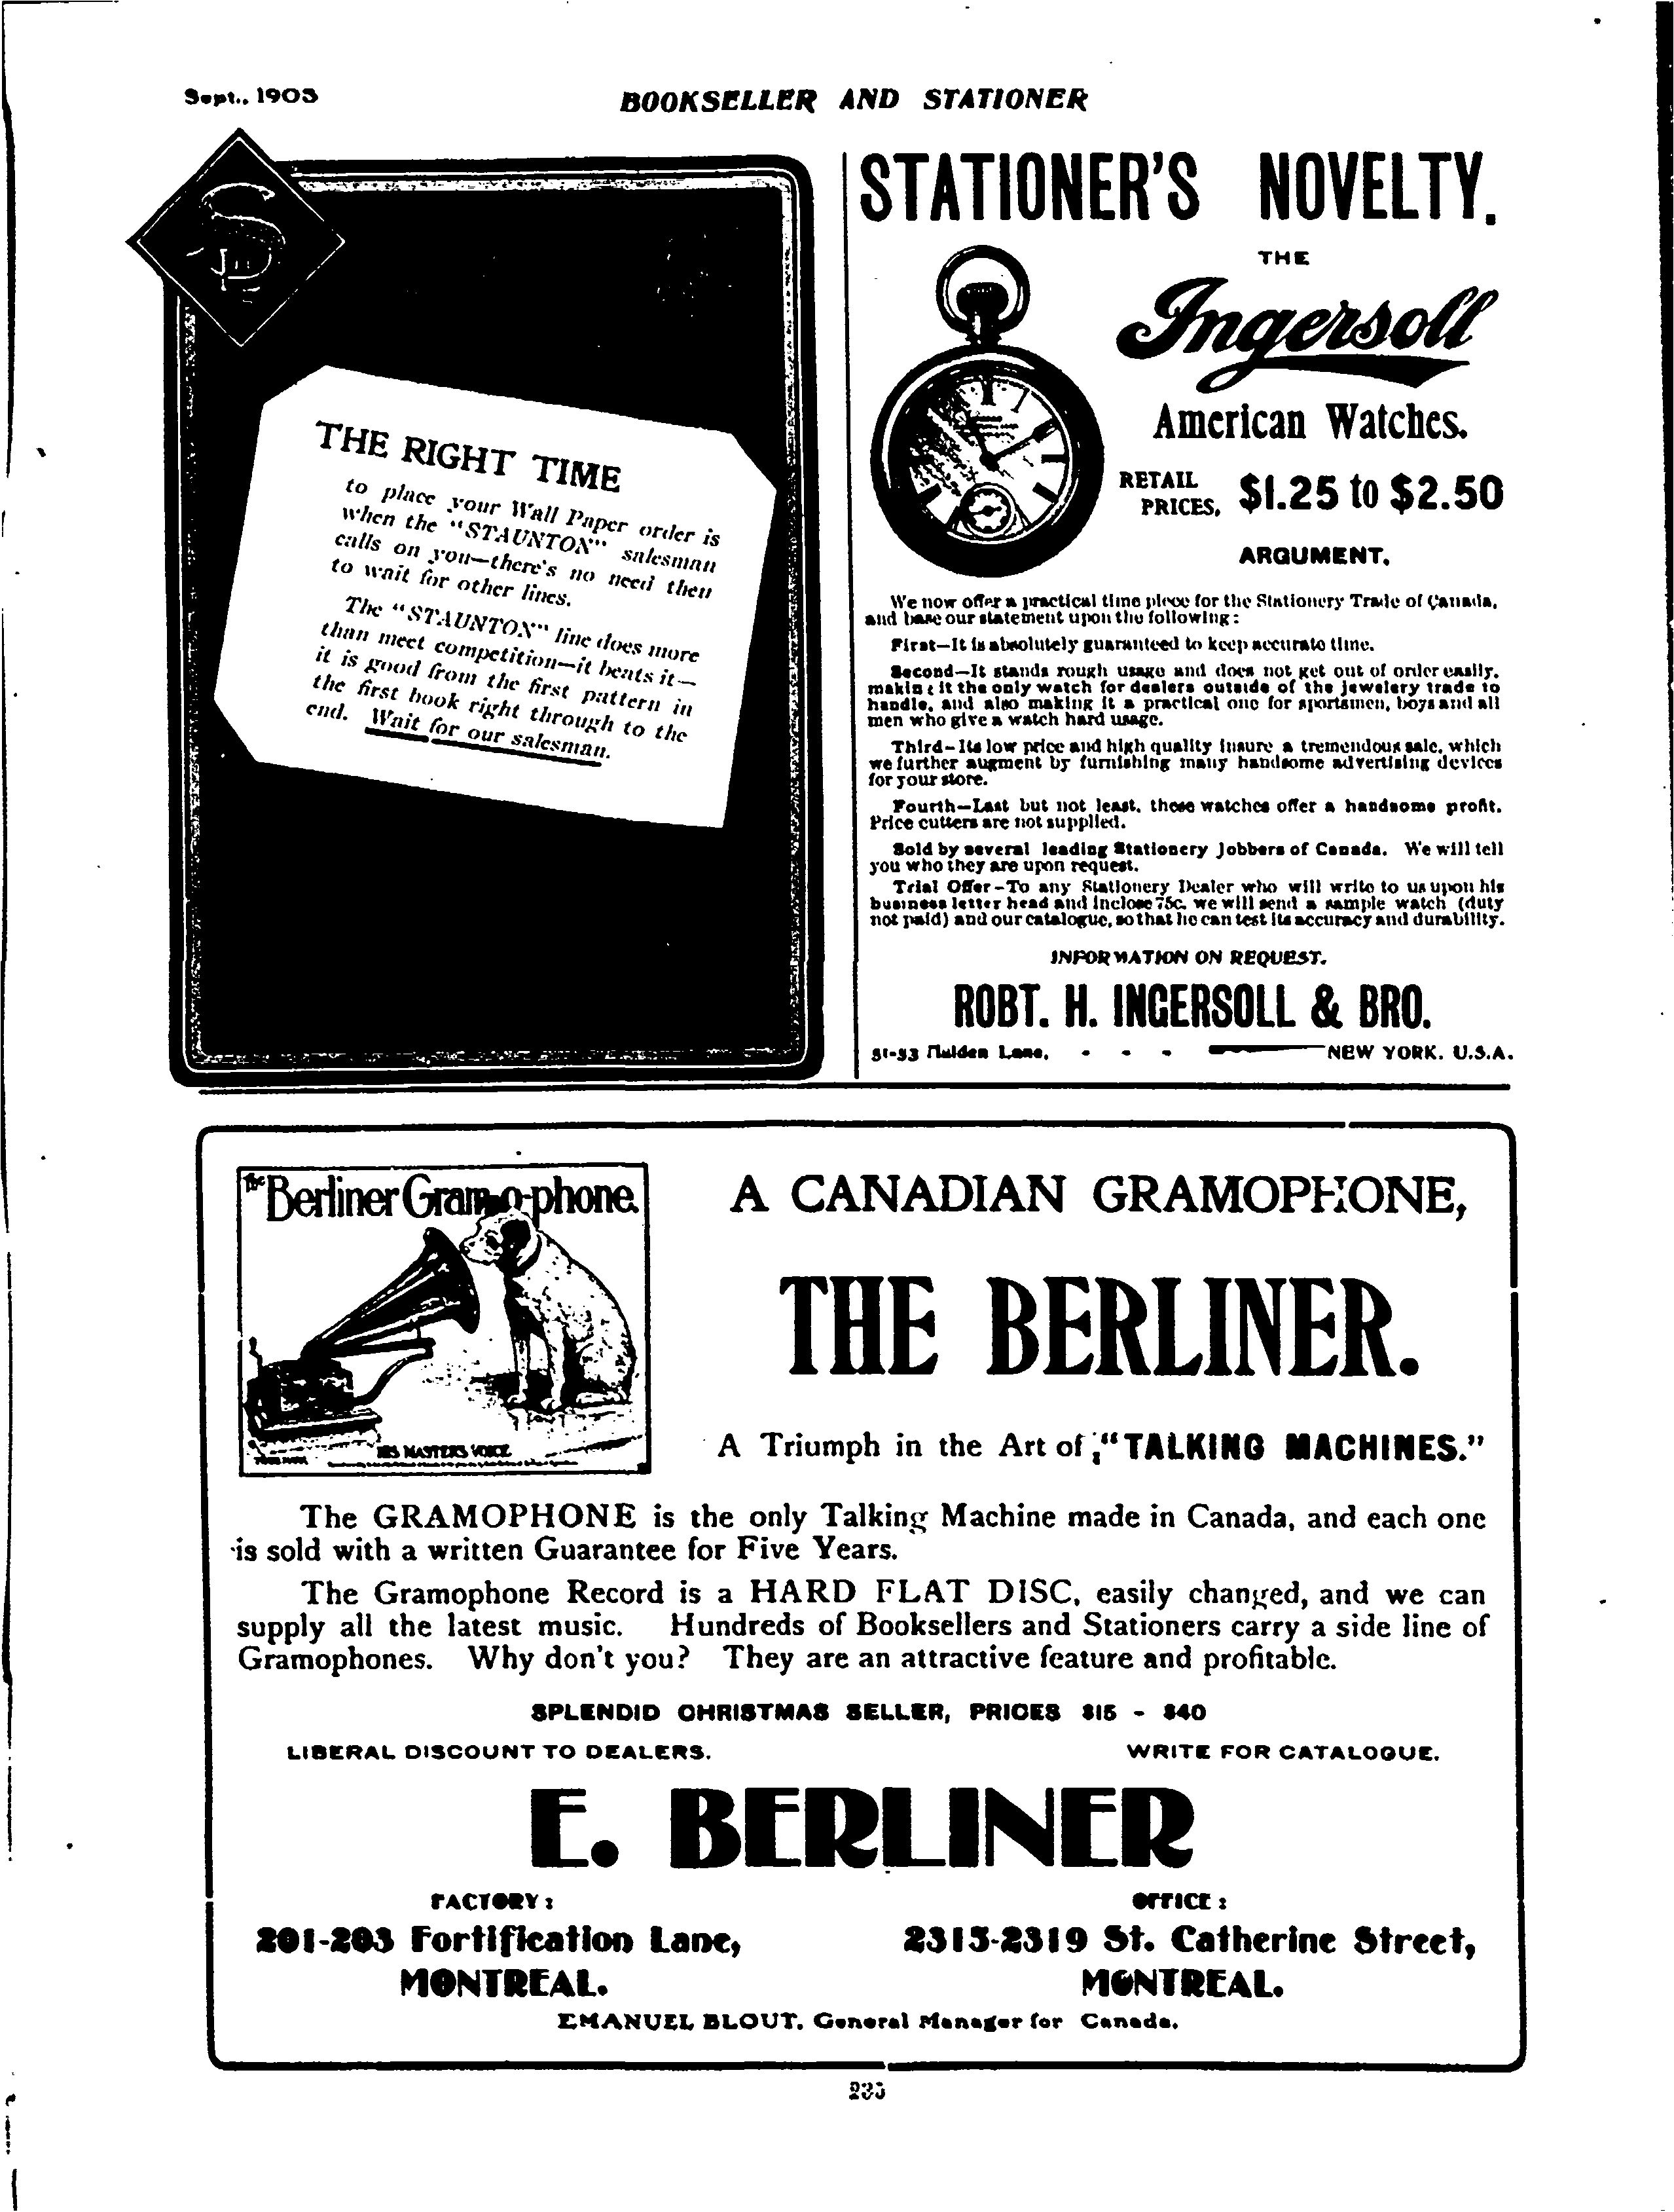 Sept., 1903
BOOKSELLER AND STATIONER
THE RIGHT TIME
to place your Wall Paper order is
when the "STAUNTON" salesman
calls on you—there's no need then
to wait for other lines.
The "STAUNTON" line does more
than meet competition—it beats it—
it is good from the first pattern in
the first book right through to the
end. Wait for our salesman.
STATIONER'S NOVELTY.
THE
Ingersoll
American Watches.
RETAIL
PRICES, $1.25 to $2.50
ARGUMENT.
We now offer a practical time piece for the Stationery Trade of Canada,
and base our statement upon the following:
First—It is absolutely guaranteed to keep accurate time.
Second—It stands rough usage and does not get out of order easily,
making it the only watch for dealers outside of the jewelery trade to
handle, and also making it a practical one for sportsmen, boys and all
men who give a watch hard usage.
Third—Its low price and high quality insure a tremendous sale, which
we further augment by furnishing many handsome advertising devices
for your store.
Fourth—Last but not least, these watches offer a handsome profit.
Price cutters are not supplied.
Sold by several leading Stationery Jobbers of Canada. We will tell
you who they are upon request.
Trial Offer—To any Stationery Dealer who will write to us upon his
business letter head and inclose 75c. we will send a sample watch (duty
not paid) and our catalogue, so that he can test its accuracy and durability.
INFORMATION ON REQUEST.
ROBT. H. INGERSOLL & BRO.
51-53 Maiden Lane, - - - NEW YORK. U.S.A.
The Berliner Gram-o-phone.
HIS MASTERS VOICE
A CANADIAN GRAMOPHONE,
THE BERLINER.
A Triumph in the Art of "TALKING MACHINES."
The GRAMOPHONE is the only Talking Machine made in Canada, and each one
is sold with a written Guarantee for Five Years.
The Gramophone Record is a HARD FLAT DISC, easily changed, and we can
supply all the latest music. Hundreds of Booksellers and Stationers carry a side line of
Gramophones. Why don't you? They are an attractive feature and profitable.
SPLENDID CHRISTMAS SELLER, PRICES $15 - $40
LIBERAL DISCOUNT TO DEALERS. WRITE FOR CATALOGUE.
E. BERLINER
FACTORY: OFFICE:
201-203 Fortification Lane, 2315-2319 St. Catherine Street,
MONTREAL. MONTREAL.
EMANUEL BLOUT, General Manager for Canada.
235